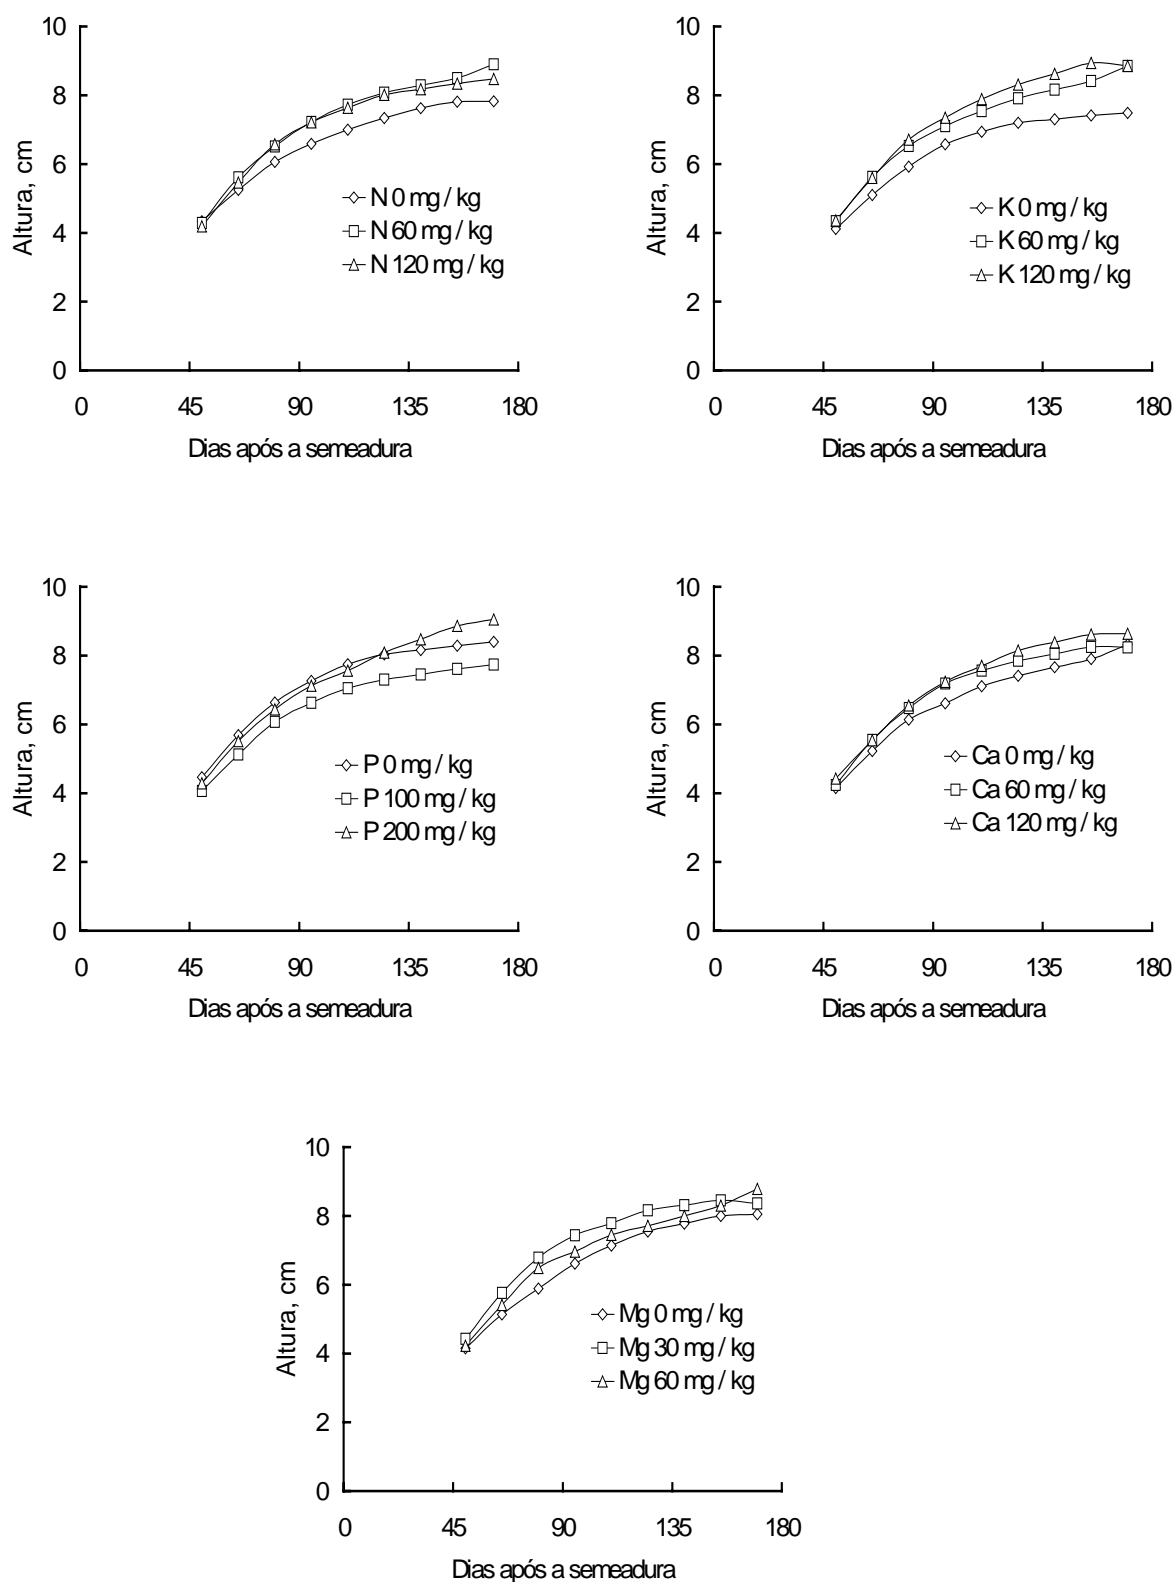 10
8
6
4
2
0
Altura, cm
N 0 mg / kg
N 60 mg / kg
N 120 mg / kg
0 45 90 135 180
Dias após a semeadura
10
8
6
4
2
0
Altura, cm
K 0 mg / kg
K 60 mg / kg
K 120 mg / kg
0 45 90 135 180
Dias após a semeadura
10
8
6
4
2
0
Altura, cm
P 0 mg / kg
P 100 mg / kg
P 200 mg / kg
0 45 90 135 180
Dias após a semeadura
10
8
6
4
2
0
Altura, cm
Ca 0 mg / kg
Ca 60 mg / kg
Ca 120 mg / kg
0 45 90 135 180
Dias após a semeadura
10
8
6
4
2
0
Altura, cm
Mg 0 mg / kg
Mg 30 mg / kg
Mg 60 mg / kg
0 45 90 135 180
Dias após a semeadura